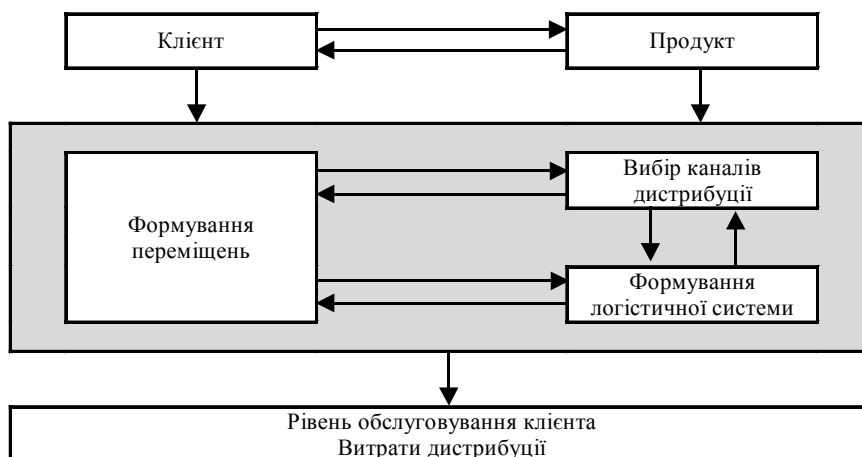 Клієнт
Продукт
Формування
переміщень
Вибір каналів
дистрибуції
Формування
логістичної системи
Рівень обслуговування клієнта
Витрати дистрибуції